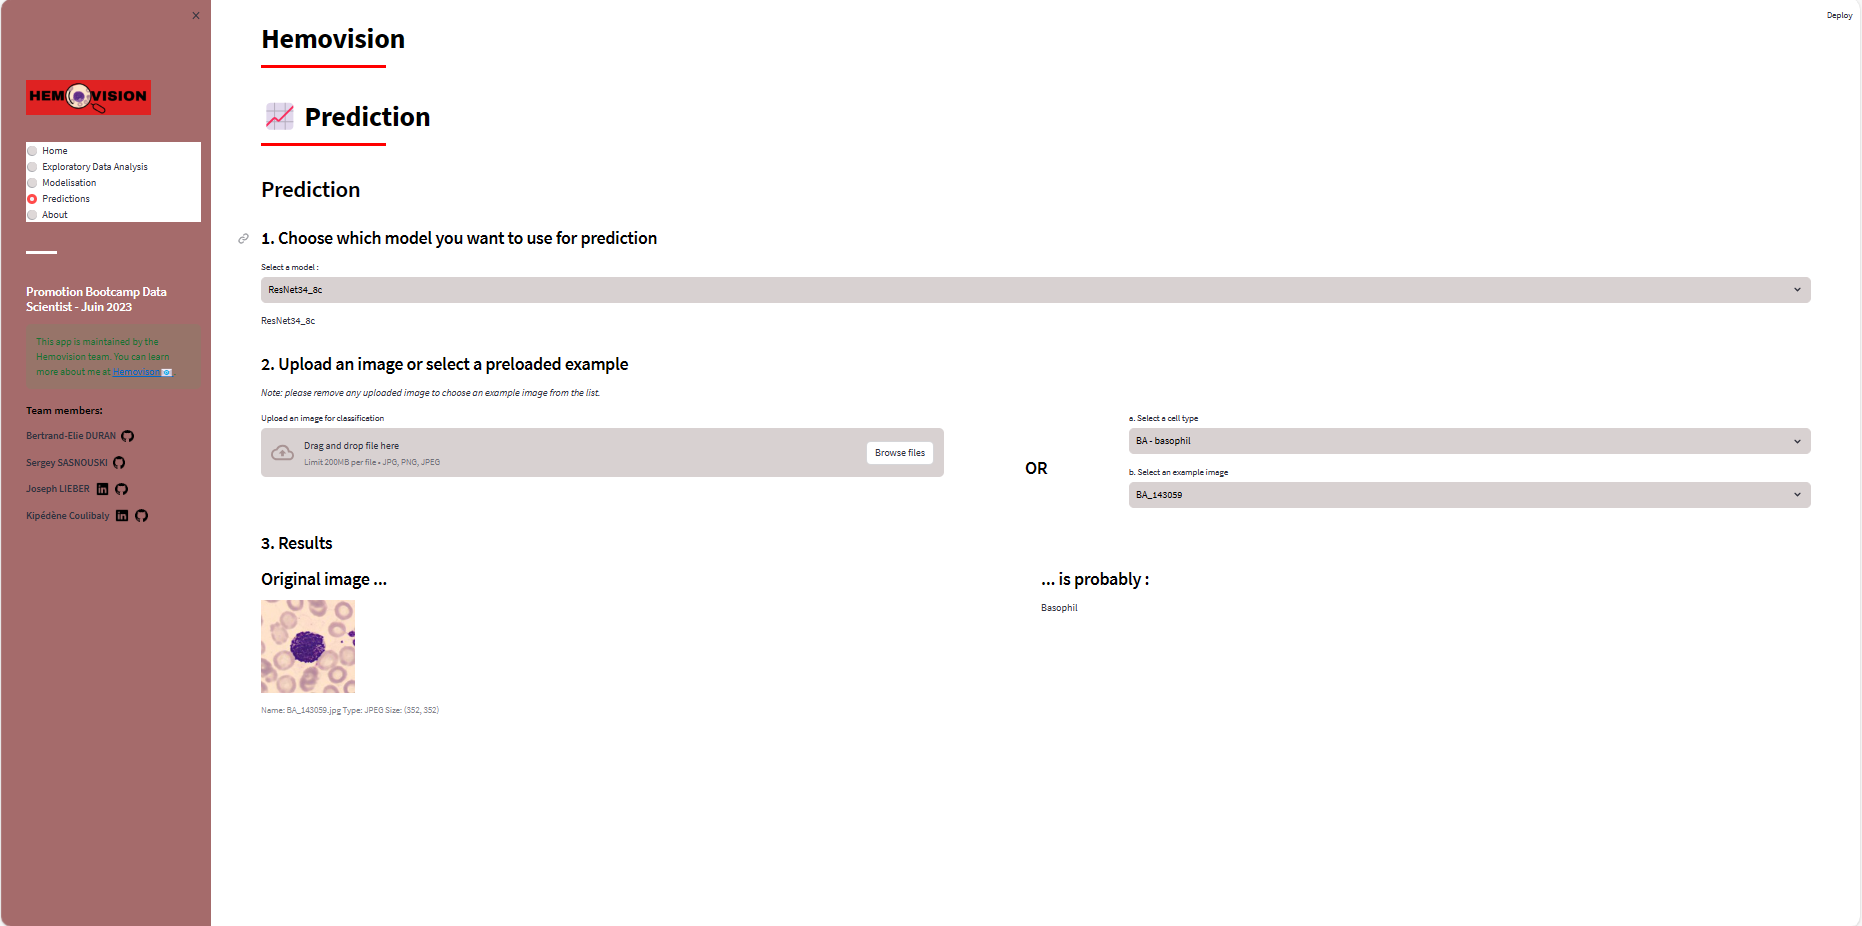 Deploy
HEMOVISION
Home
Exploratory Data Analysis
Modelisation
Predictions
About
Promotion Bootcamp Data
Scientist - Juin 2023
This app is maintained by the
Hemovision team. You can learn
more about me at Hemovison .
Team members:
Bertrand-Elie DURAN
Sergey SASNOUSKI
Joseph LIEBER
Kipédène Coulibaly
Hemovision
Prediction
Prediction
1. Choose which model you want to use for prediction
Select a model :
ResNet34_8c
ResNet34_8c
2. Upload an image or select a preloaded example
Note: please remove any uploaded image to choose an example image from the list.
Upload an image for classification
Drag and drop file here
Limit 200MB per file • JPG, PNG, JPEG
Browse files
OR
a. Select a cell type
BA - basophil
b. Select an example image
BA_143059
3. Results
Original image ...
Name: BA_143059.jpg Type: JPEG Size: (352, 352)
... is probably :
Basophil